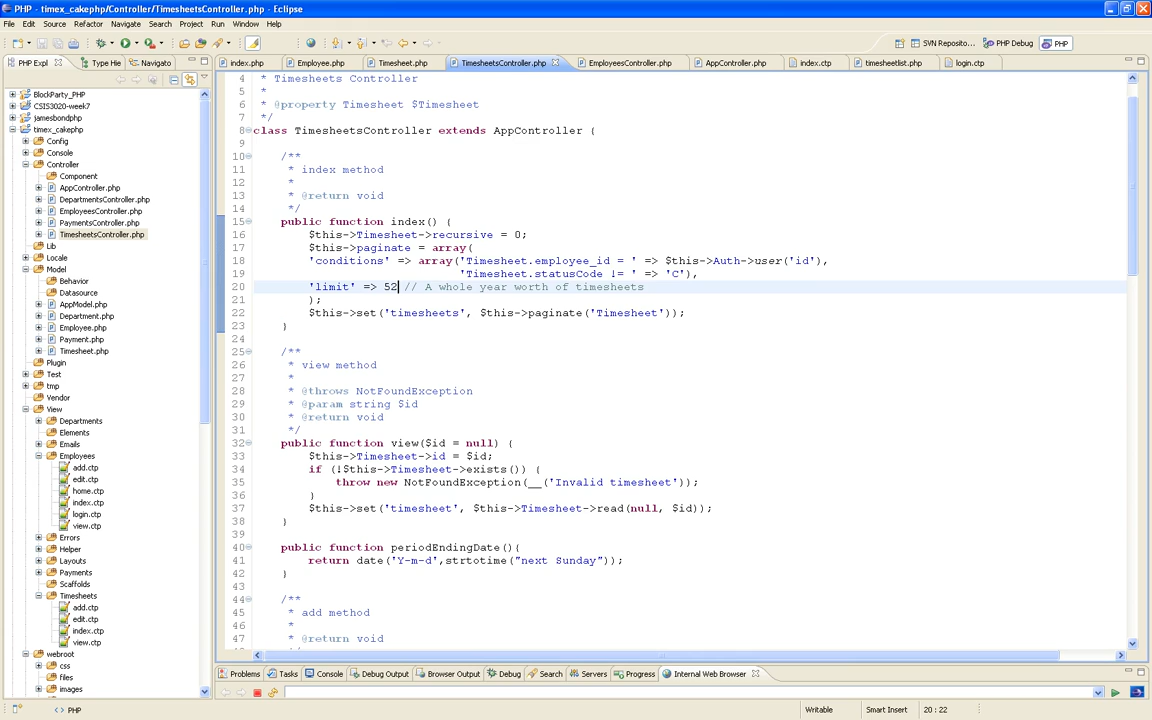 PHP - timex_cakephp/Controller/TimesheetsController.php - Eclipse
File Edit Source Refactor Navigate Search Project Run Window Help
SVN Reposito... PHP Debug PHP
PHP Expl Type Hie Navigato
index.php Employee.php Timesheet.php TimesheetsController.php EmployeesController.php AppController.php index.ctp timesheetlist.php login.ctp
BlockParty_PHP
CSIS3020-week7
jamesbondphp
timex_cakephp
Config
Console
Controller
Component
AppController.php
DepartmentsController.php
EmployeesController.php
PaymentsController.php
TimesheetsController.php
Lib
Locale
Model
Behavior
Datasource
AppModel.php
Department.php
Employee.php
Payment.php
Timesheet.php
Plugin
Test
tmp
Vendor
View
Departments
Elements
Emails
Employees
add.ctp
edit.ctp
home.ctp
index.ctp
login.ctp
view.ctp
Errors
Helper
Layouts
Payments
Scaffolds
Timesheets
add.ctp
edit.ctp
index.ctp
view.ctp
webroot
css
files
images
4 * Timesheets Controller
5 *
6 * @property Timesheet $Timesheet
7 */
8 class TimesheetsController extends AppController {
9
10 /**
11 * index method
12 *
13 * @return void
14 */
15 public function index() {
16 $this->Timesheet->recursive = 0;
17 $this->paginate = array(
18 'conditions' => array('Timesheet.employee_id = ' => $this->Auth->user('id'),
19 'Timesheet.statusCode != ' => 'C'),
20 'limit' => 52 // A whole year worth of timesheets
21 );
22 $this->set('timesheets', $this->paginate('Timesheet'));
23 }
24
25 /**
26 * view method
27 *
28 * @throws NotFoundException
29 * @param string $id
30 * @return void
31 */
32 public function view($id = null) {
33 $this->Timesheet->id = $id;
34 if (!$this->Timesheet->exists()) {
35 throw new NotFoundException(__('Invalid timesheet'));
36 }
37 $this->set('timesheet', $this->Timesheet->read(null, $id));
38 }
39
40 public function periodEndingDate(){
41 return date('Y-m-d',strtotime("next Sunday"));
42 }
43
44 /**
45 * add method
46 *
47 * @return void
Problems Tasks Console Debug Output Browser Output Debug Search Servers Progress Internal Web Browser
<> PHP Writable Smart Insert 20 : 22